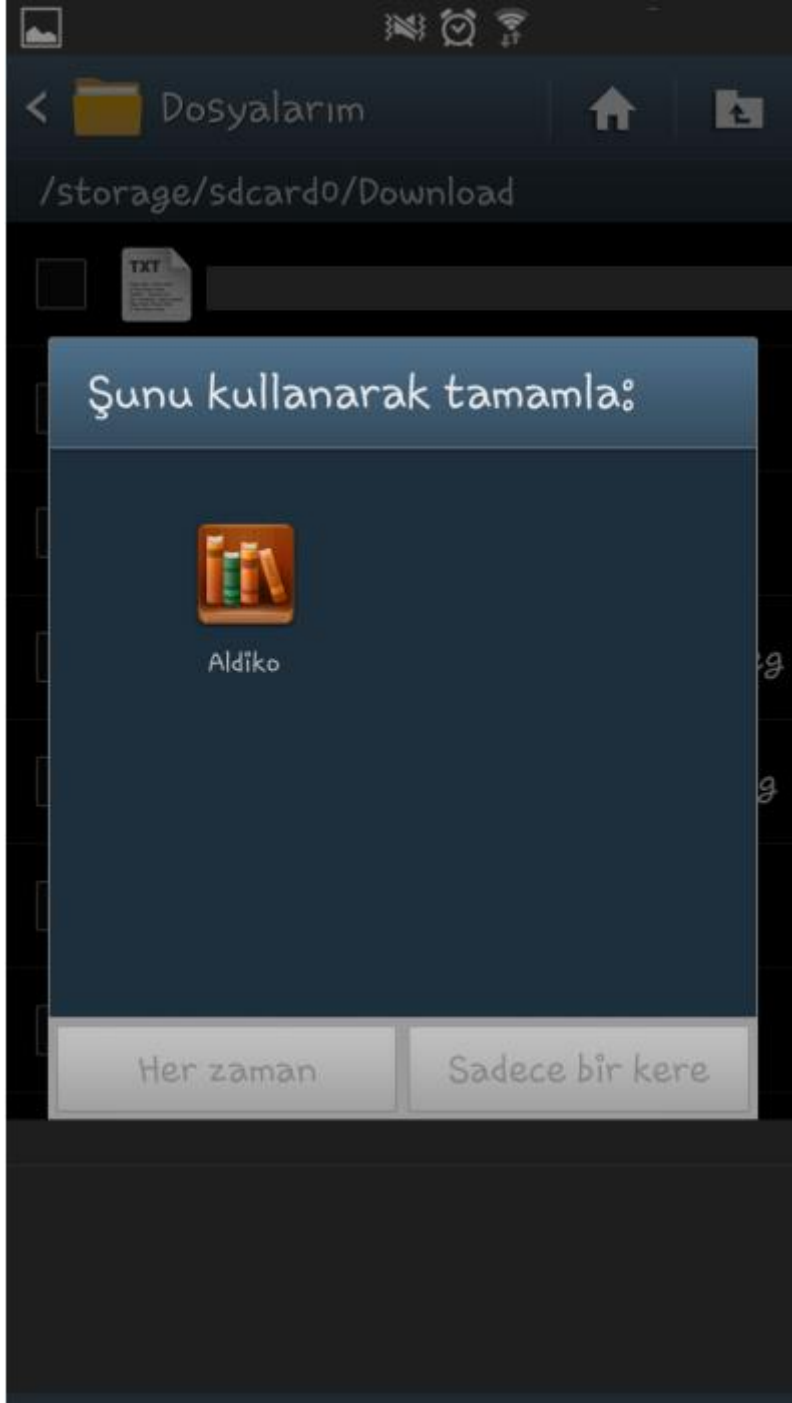 Dosyalarım
/storage/sdcard0/Download
TXT
Şunu kullanarak tamamla:
Aldiko
g
g
Her zaman
Sadece bir kere